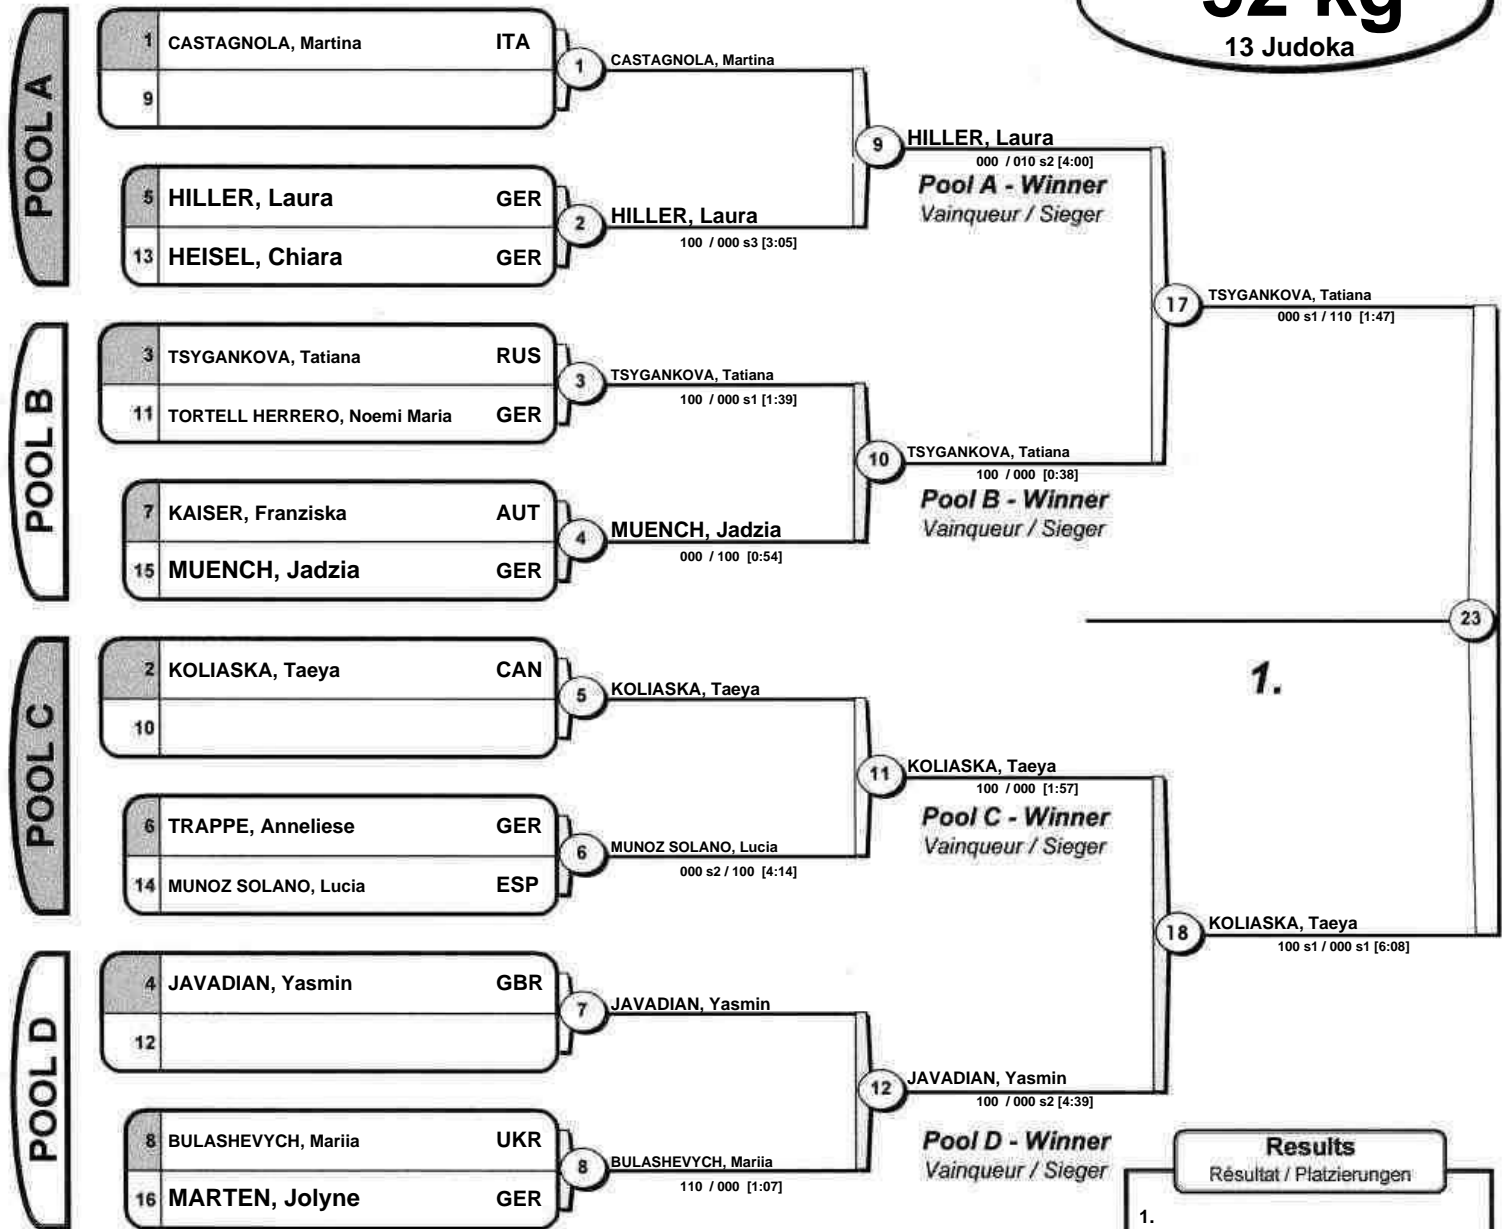 52 kg
13 Judoka
POOL A
1 CASTAGNOLA, Martina ITA
9
1 CASTAGNOLA, Martina
5 HILLER, Laura GER
13 HEISEL, Chiara GER
2 HILLER, Laura
100 / 000 s3 [3:05]
9 HILLER, Laura
000 / 010 s2 [4:00]
Pool A - Winner
Vainqueur / Sieger
POOL B
3 TSYGANKOVA, Tatiana RUS
11 TORTELL HERRERO, Noemi Maria GER
3 TSYGANKOVA, Tatiana
100 / 000 s1 [1:39]
7 KAISER, Franziska AUT
15 MUENCH, Jadzia GER
4 MUENCH, Jadzia
000 / 100 [0:54]
10 TSYGANKOVA, Tatiana
100 / 000 [0:38]
Pool B - Winner
Vainqueur / Sieger
17 TSYGANKOVA, Tatiana
000 s1 / 110 [1:47]
23
1.
POOL C
2 KOLIASKA, Taeya CAN
10
5 KOLIASKA, Taeya
6 TRAPPE, Anneliese GER
14 MUNOZ SOLANO, Lucia ESP
6 MUNOZ SOLANO, Lucia
000 s2 / 100 [4:14]
11 KOLIASKA, Taeya
100 / 000 [1:57]
Pool C - Winner
Vainqueur / Sieger
POOL D
4 JAVADIAN, Yasmin GBR
12
7 JAVADIAN, Yasmin
8 BULASHEVYCH, Mariia UKR
16 MARTEN, Jolyne GER
8 BULASHEVYCH, Mariia
110 / 000 [1:07]
12 JAVADIAN, Yasmin
100 / 000 s2 [4:39]
Pool D - Winner
Vainqueur / Sieger
18 KOLIASKA, Taeya
100 s1 / 000 s1 [6:08]
Results
Résultat / Platzierungen
1.